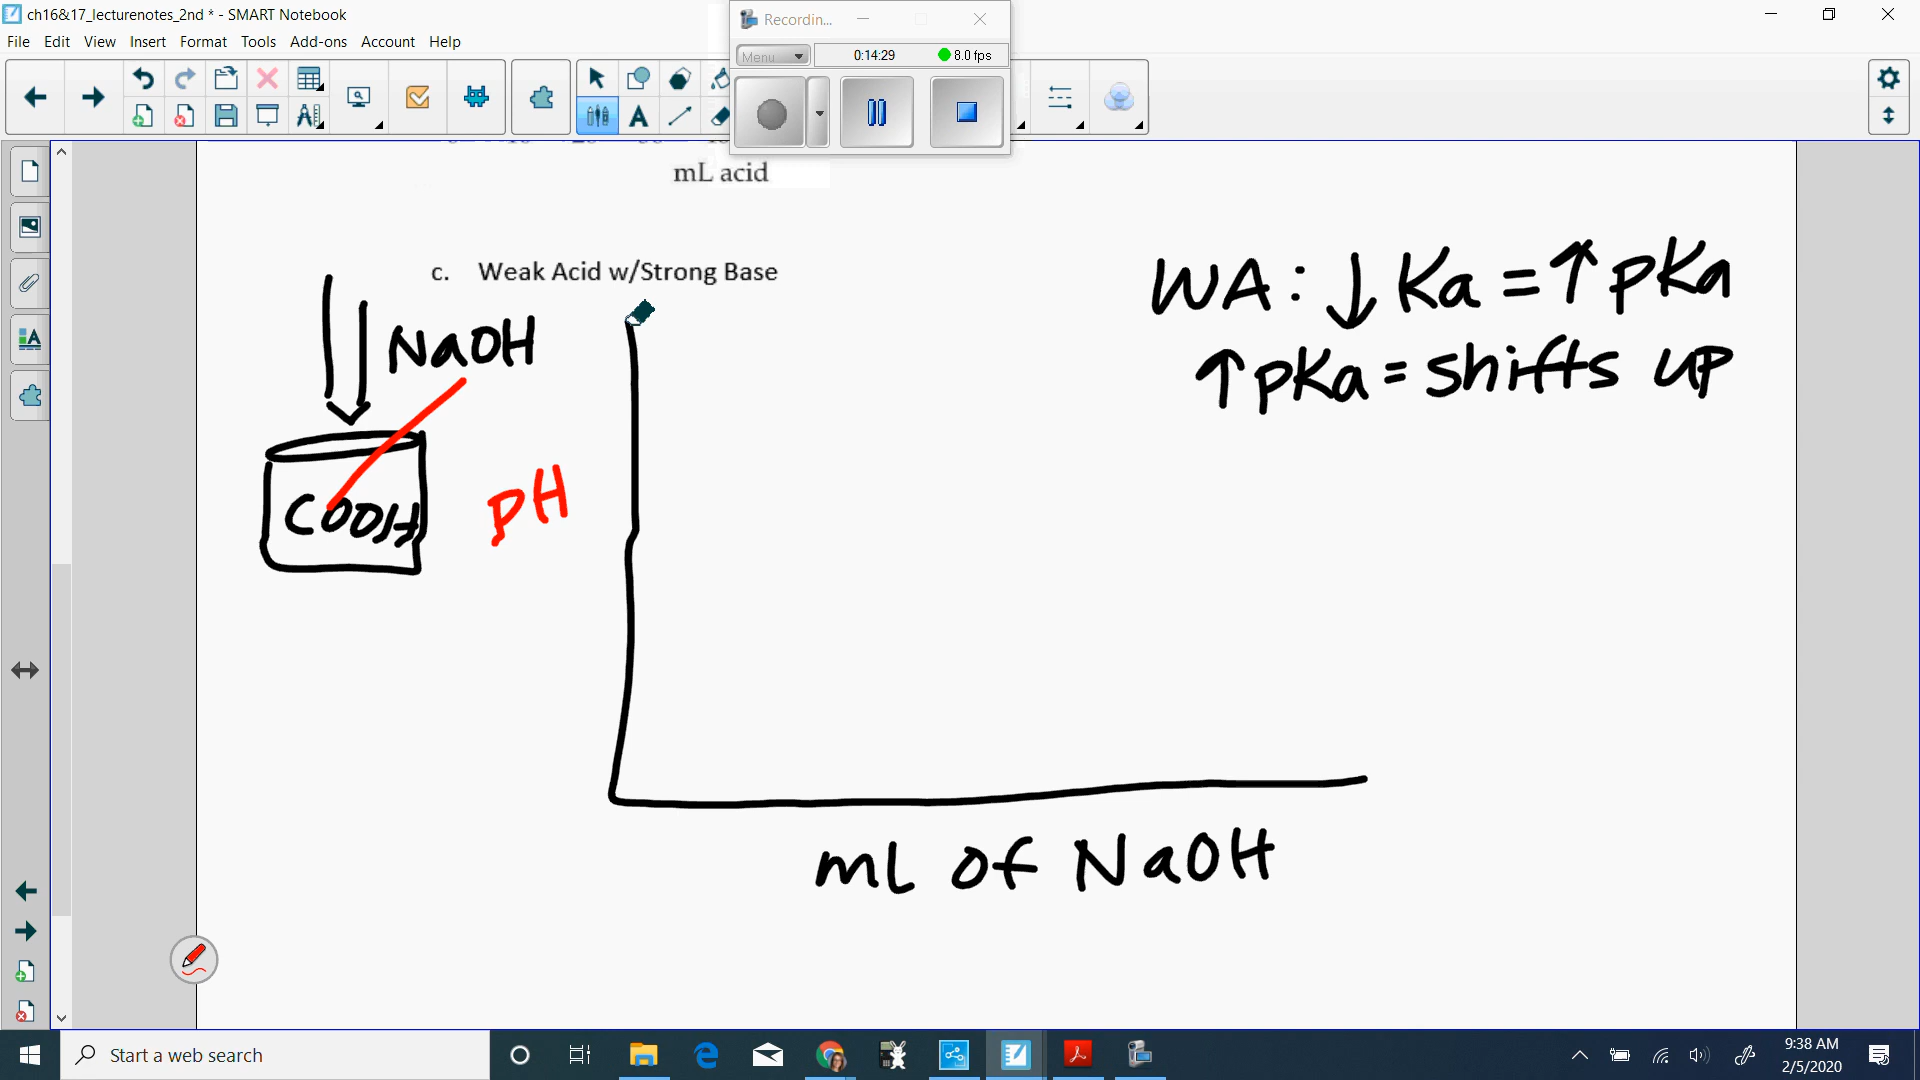 ch16&17_lecturenotes_2nd * - SMART Notebook
File Edit View Insert Format Tools Add-ons Account Help
Recordin...
Menu
0:14:29
8.0 fps
mL acid
c. Weak Acid w/Strong Base
NaOH
COOH
pH
WA: ↓ Ka = ↑ pKa
↑ pKa = shifts up
mL of NaOH
Start a web search
9:38 AM
2/5/2020